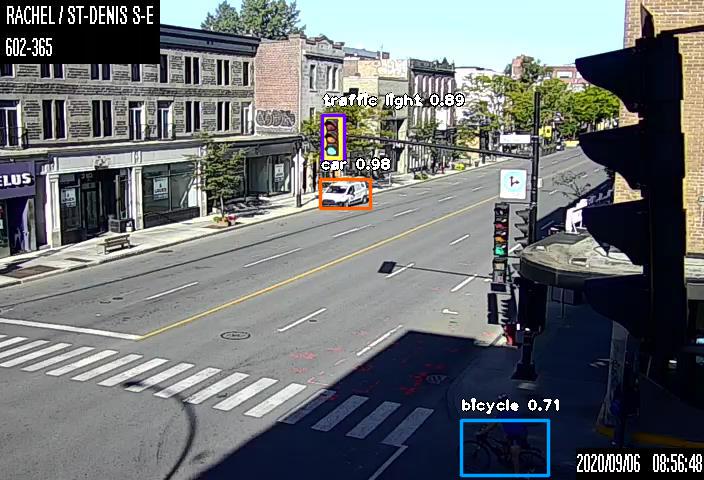 RACHEL / ST-DENIS S-E
602-365
traffic light 0.89
car 0.98
ELUS
bicycle 0.71
2020/09/06 08:56:48